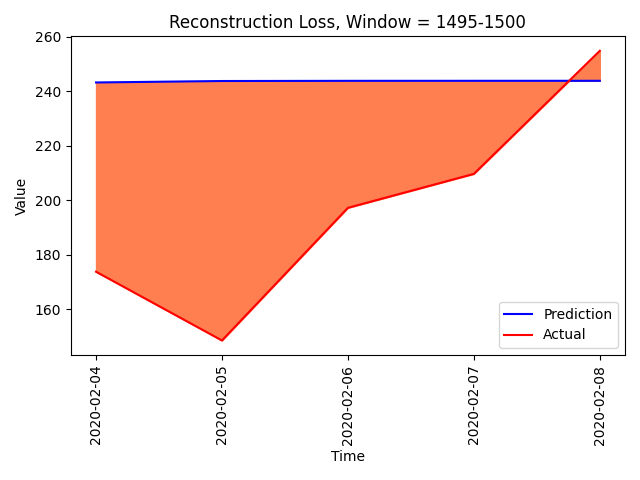 Reconstruction Loss, Window = 1495-1500
260
240
220
200
180
160
Value
Prediction
Actual
2020-02-04
2020-02-05
2020-02-06
2020-02-07
2020-02-08
Time